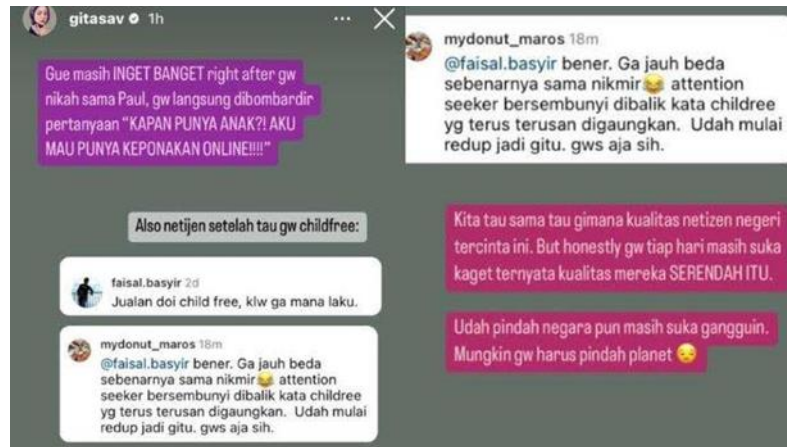 gitasav 1h
Gue masih INGET BANGET right after gw
nikah sama Paul, gw langsung dibombardir
pertanyaan "KAPAN PUNYA ANAK?! AKU
MAU PUNYA KEPONAKAN ONLINE!!!!"
Also netijen setelah tau gw childfree:
faisal.basyir 2d
Jualan doi child free, klw ga mana laku.
mydonut_maros 18m
@faisal.basyir bener. Ga jauh beda
sebenarnya sama nikmir😂 attention
seeker bersembunyi dibalik kata childree
yg terus terusan digaungkan. Udah mulai
redup jadi gitu. gws aja sih.
mydonut_maros 18m
@faisal.basyir bener. Ga jauh beda
sebenarnya sama nikmir😂 attention
seeker bersembunyi dibalik kata childree
yg terus terusan digaungkan. Udah mulai
redup jadi gitu. gws aja sih.
Kita tau sama tau gimana kualitas netizen negeri
tercinta ini. But honestly gw tiap hari masih suka
kaget ternyata kualitas mereka SERENDAH ITU.
Udah pindah negara pun masih suka gangguin.
Mungkin gw harus pindah planet 😔